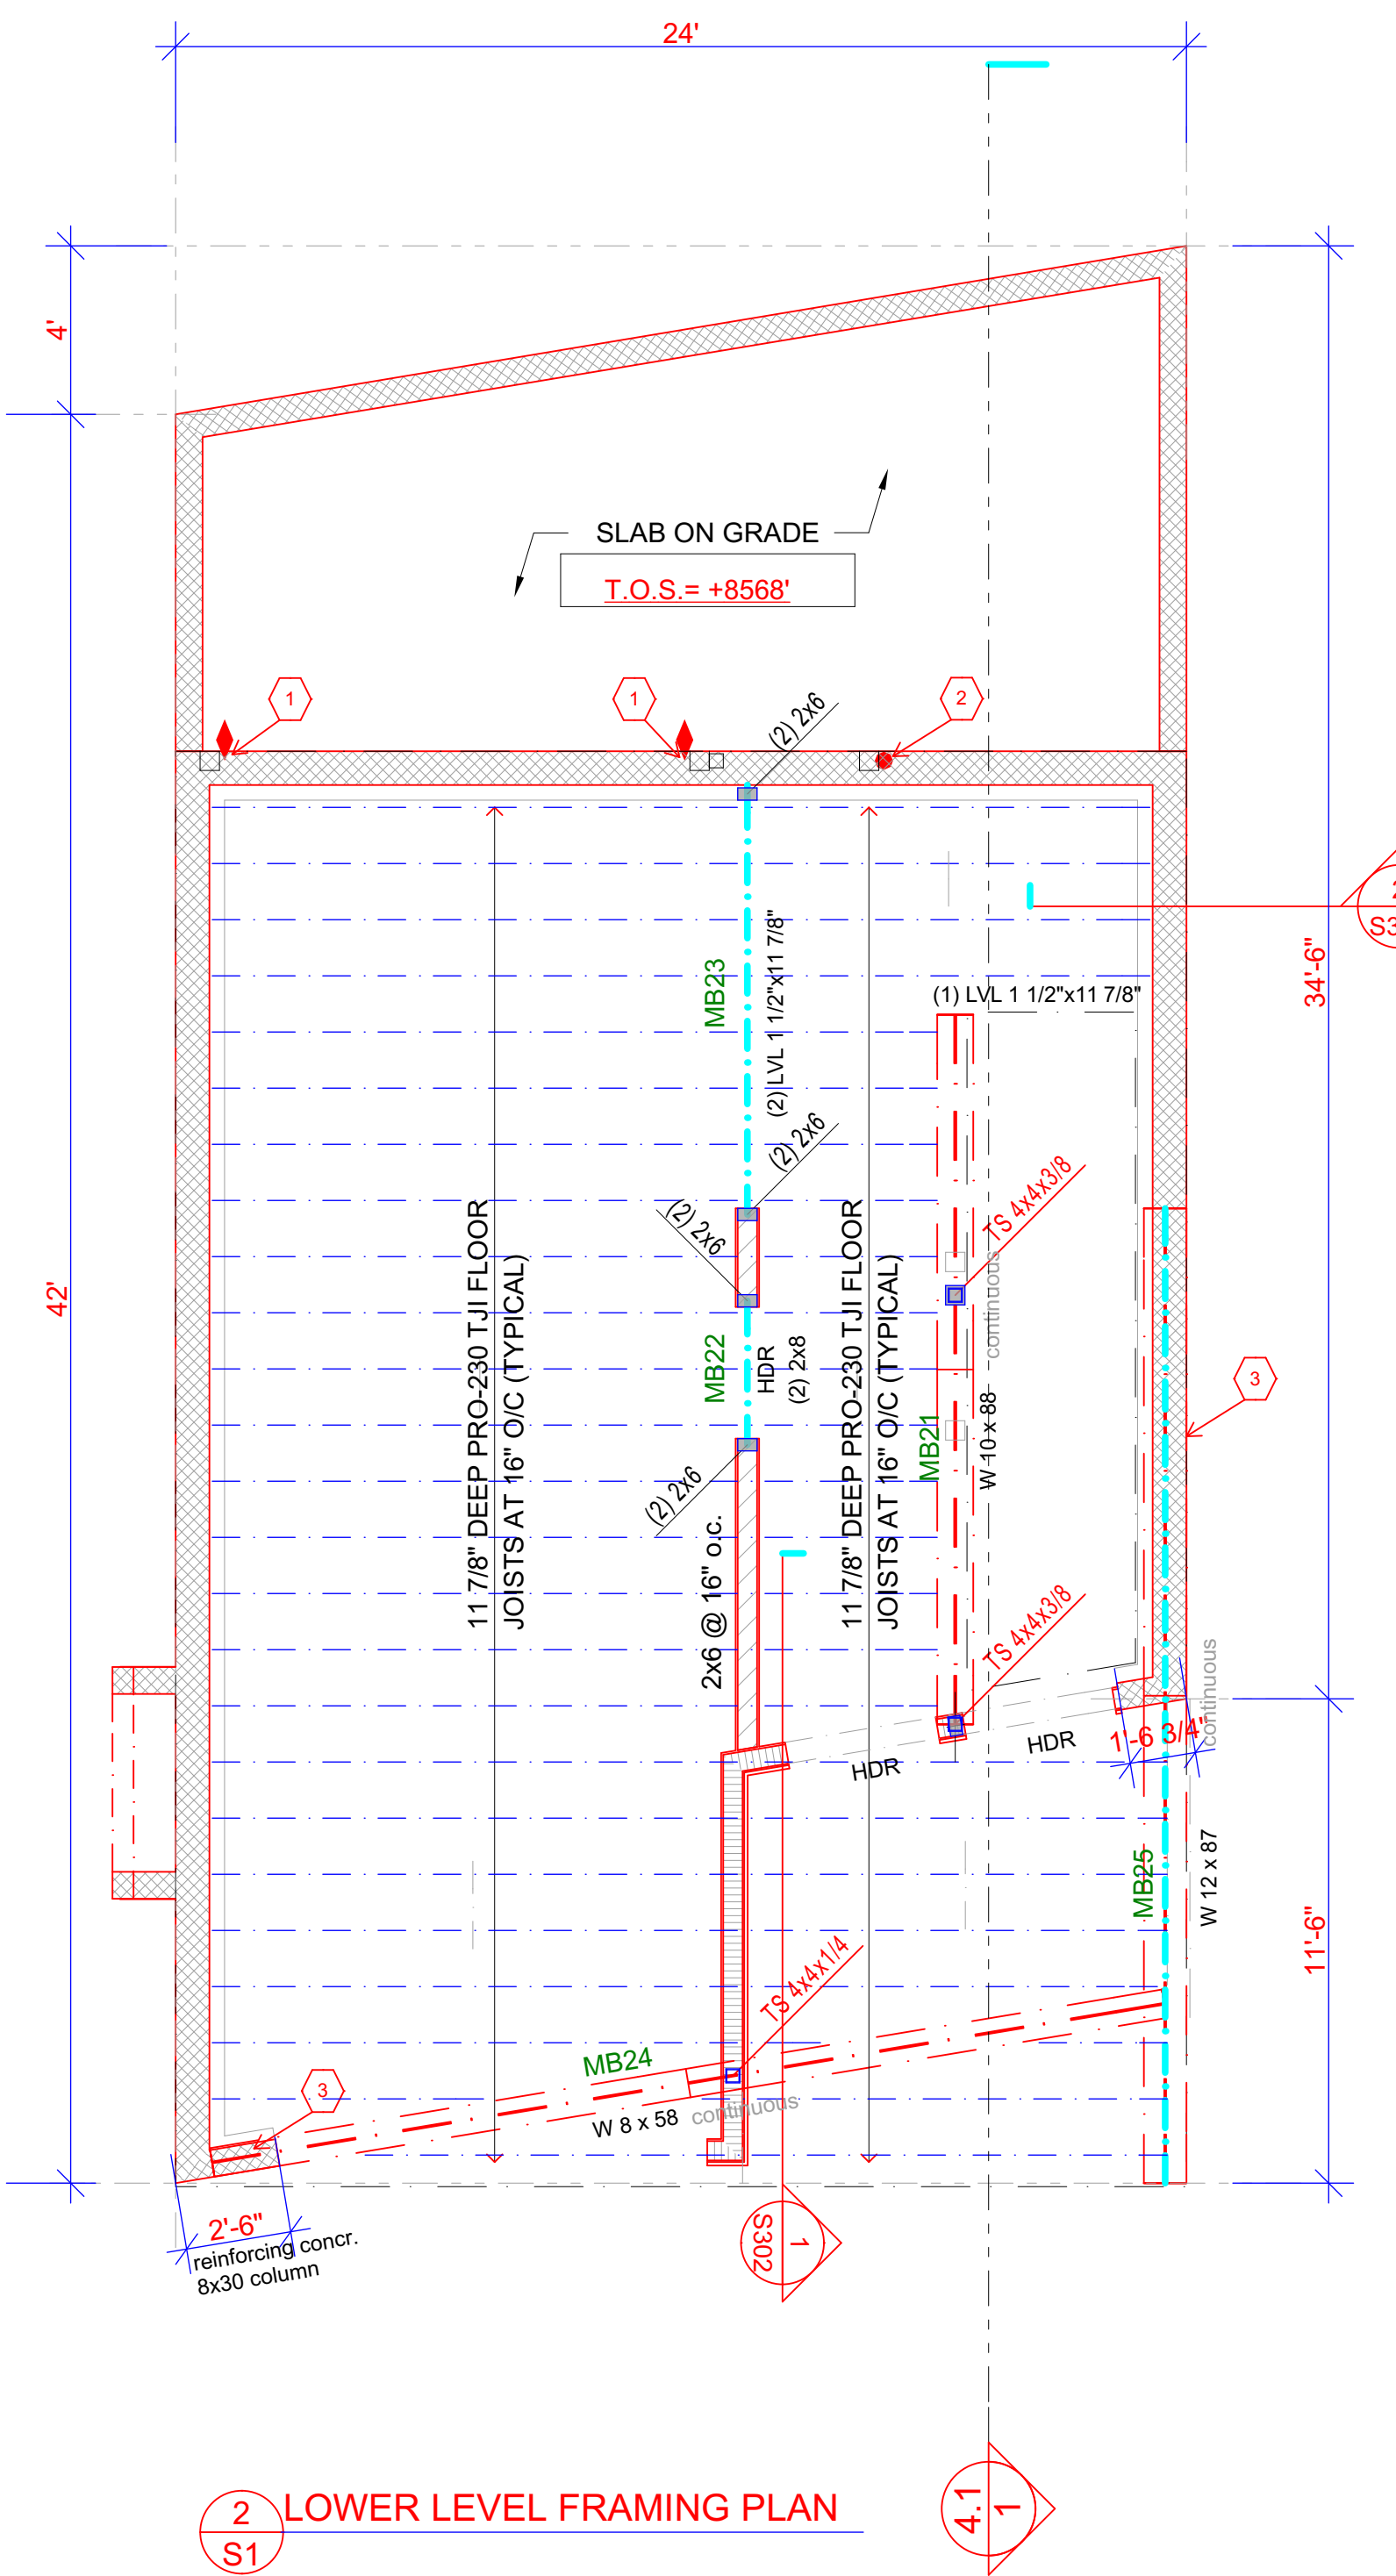 24'
4'
SLAB ON GRADE
T.O.S.= +8568'
1
1
2
(2) 2x6
34'-6"
MB23
(2) LVL 1 1/2"x11 7/8"
(1) LVL 1 1/2"x11 7/8"
(2) 2x6
(2) 2x6
TS 4x4x3/8
continuous
42'
11 7/8" DEEP PRO-230 TJI FLOOR
JOISTS AT 16" O/C (TYPICAL)
MB22
HDR
(2) 2x8
11 7/8" DEEP PRO-230 TJI FLOOR
JOISTS AT 16" O/C (TYPICAL)
MB21
W 10 x 88
3
(2) 2x6
2x6 @ 16" o.c.
TS 4x4x3/8
continuous
1'-6 3/4"
HDR
HDR
MB25
W 12 x 87
11'-6"
TS 4x4x1/4
MB24
W 8 x 58
continuous
3
2'-6"
reinforcing concr.
8x30 column
1
S302
4.1
1
2
S1
LOWER LEVEL FRAMING PLAN